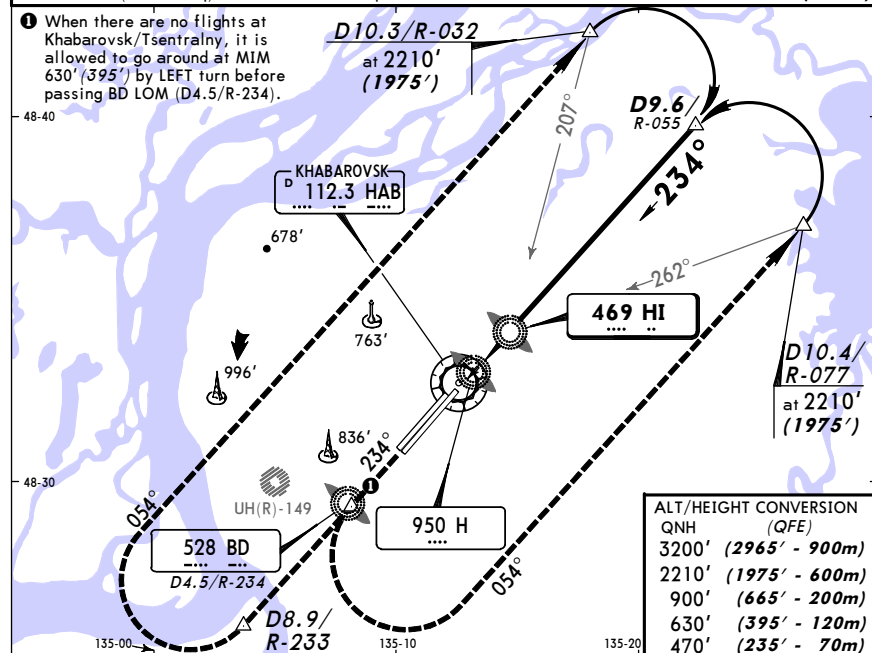 ❶ When there are no flights at
Khabarovsk/Tsentralny, it is
allowed to go around at MIM
630' (395') by LEFT turn before
passing BD LOM (D4.5/R-234).
D10.3/R-032
at 2210'
(1975')
207°
D9.6/
R-055
234°
48-40
KHABAROVSK
D 112.3 HAB
678'
262°
469 HI
763'
996'
D10.4/
R-077
at 2210'
(1975')
836'
234°
48-30
❶
UH(R)-149
054°
950 H
528 BD
D4.5/R-234
054°
D8.9/
R-233
135-00
135-10
135-20
ALT/HEIGHT CONVERSION
QNH (QFE)
3200' (2965' - 900m)
2210' (1975' - 600m)
900' (665' - 200m)
630' (395' - 120m)
470' (235' - 70m)